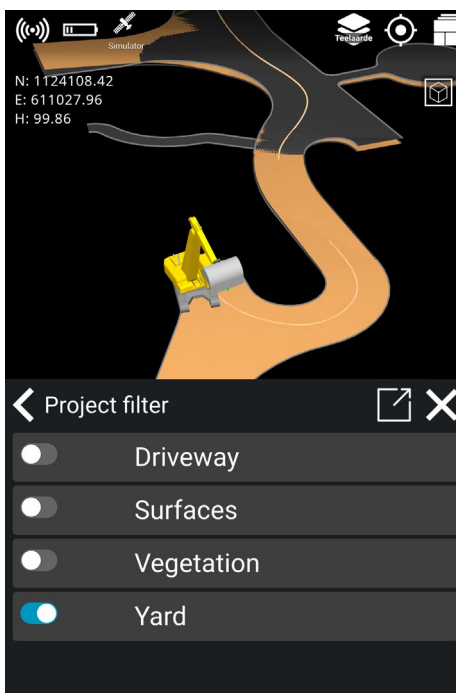 Simulator
Teelaarde
N: 1124108.42
E: 611027.96
H: 99.86
Project filter
Driveway
Surfaces
Vegetation
Yard